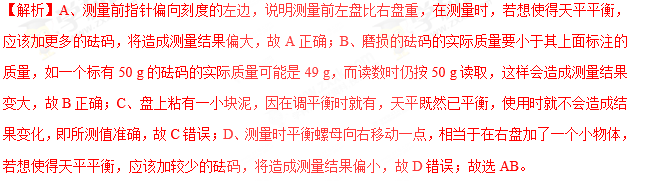 【解析】A、测量前指针偏向刻度的左边，说明测量前左盘比右盘重，在测量时，若想使得天平平衡，
应该加更多的砝码，将造成测量结果偏大，故 A 正确；B、磨损的砝码的实际质量要小于其上面标注的
质量，如一个标有 50 g 的砝码的实际质量可能是 49 g，而读数时仍按 50 g 读取，这样会造成测量结果
变大，故 B 正确；C、盘上粘有一小块泥，因在调平衡时就有，天平既然已平衡，使用时就不会造成结
果变化，即所测值准确，故 C 错误；D、测量时平衡螺母向右移动一点，相当于在右盘加了一个小物体，
若想使得天平平衡，应该加较少的砝码，将造成测量结果偏小，故 D 错误；故选 AB。